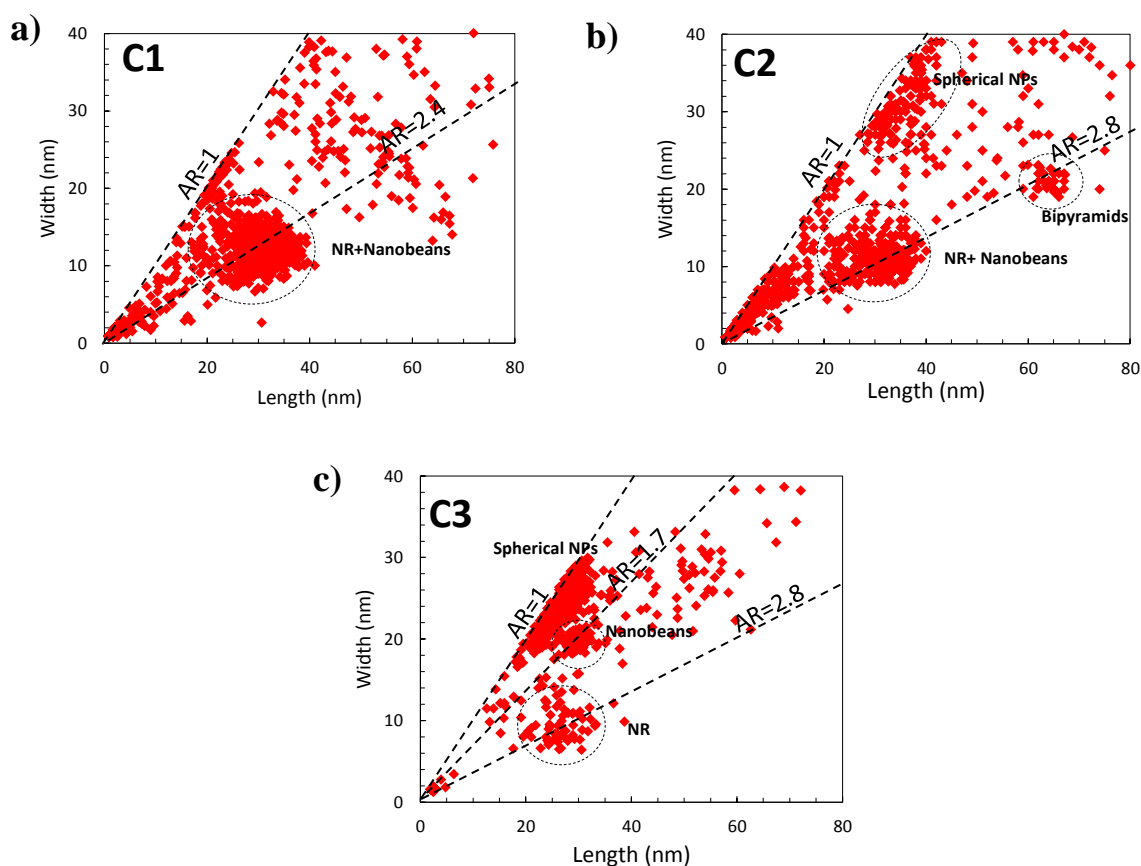 a)
C1
40
30
20
10
0
Width (nm)
AR=1
AR=2.4
NR+Nanobeans
0 20 40 60 80
Length (nm)
b)
C2
40
30
20
10
0
Width (nm)
AR=1
Spherical NPs
AR=2.8
Bipyramids
NR+ Nanobeans
0 20 40 60 80
Length (nm)
c)
C3
40
30
20
10
0
Width (nm)
Spherical NPs
AR=1
AR=1.7
Nanobeans
AR=2.8
NR
0 20 40 60 80
Length (nm)